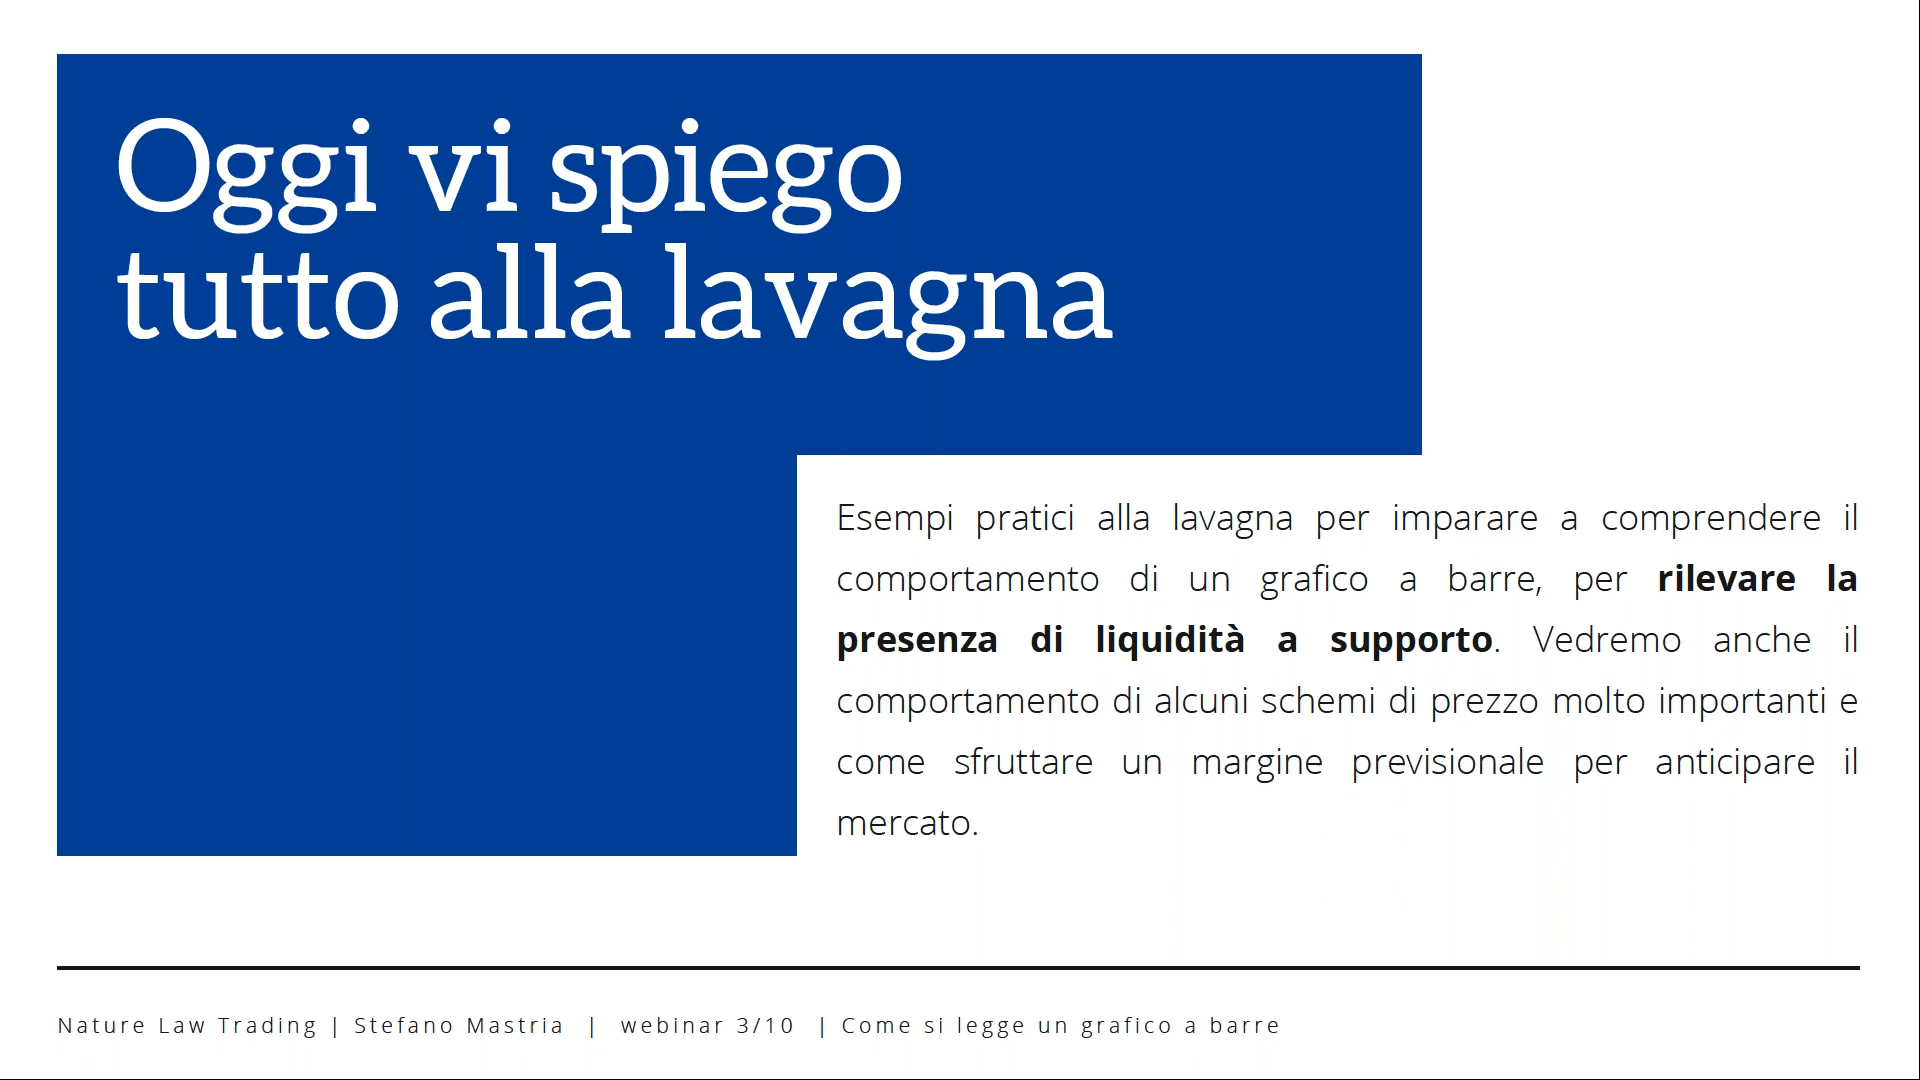 Oggi vi spiego
tutto alla lavagna
Esempi pratici alla lavagna per imparare a comprendere il
comportamento di un grafico a barre, per rilevare la
presenza di liquidità a supporto. Vedremo anche il
comportamento di alcuni schemi di prezzo molto importanti e
come sfruttare un margine previsionale per anticipare il
mercato.
Nature Law Trading | Stefano Mastria | webinar 3/10 | Come si legge un grafico a barre